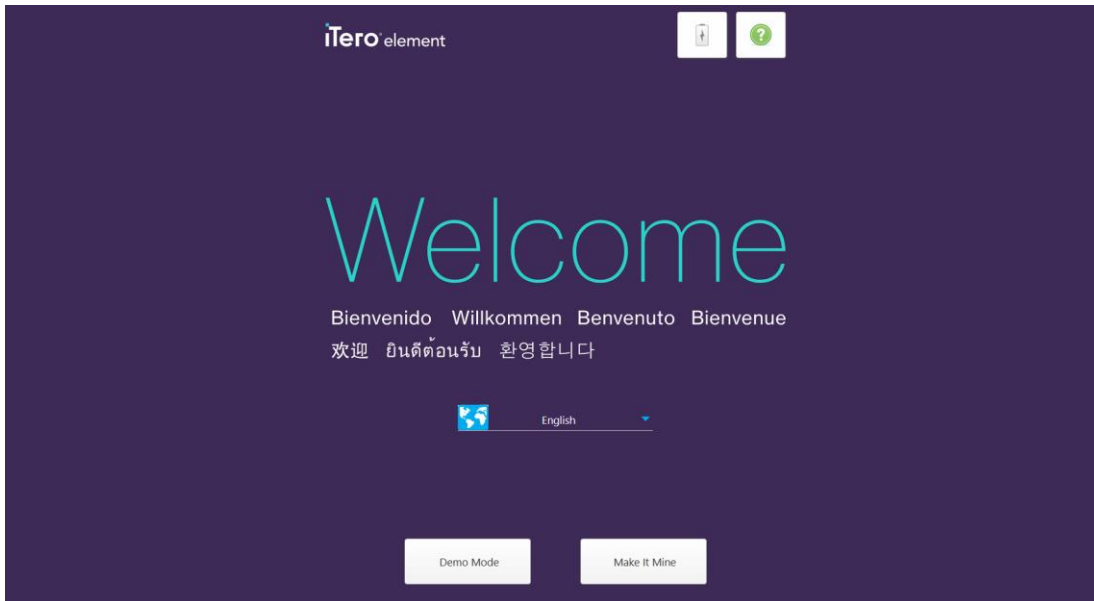 iTero element
?
Welcome
Bienvenido Willkommen Benvenuto Bienvenue
欢迎 ยินดีต้อนรับ 환영합니다
English
Demo Mode Make It Mine